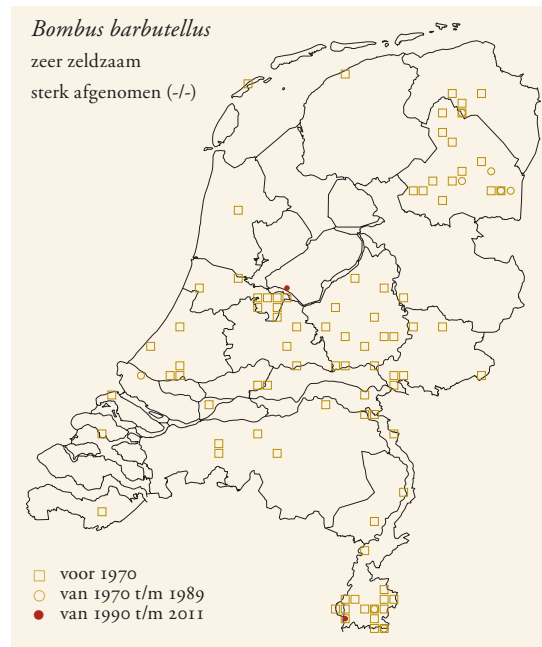 Bombus barbutellus
zeer zeldzaam
sterk afgenomen (-/-)
voor 1970
van 1970 t/m 1989
van 1990 t/m 2011